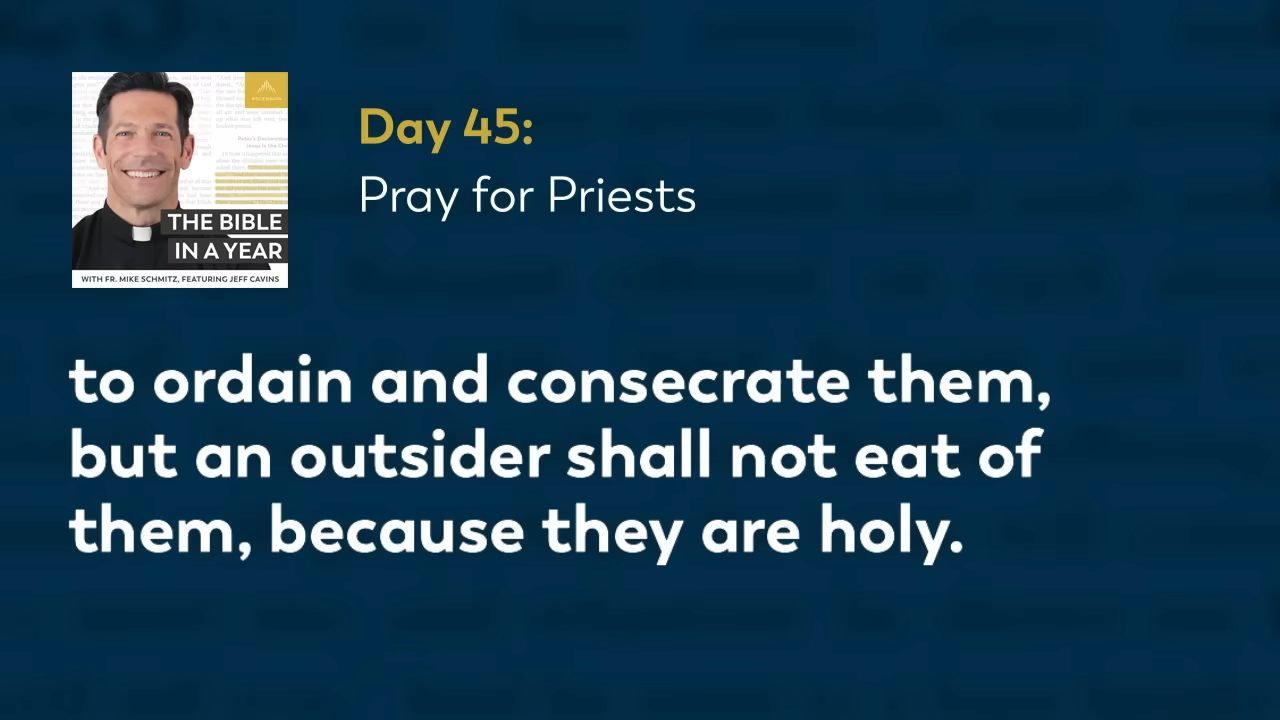 THE BIBLE
IN A YEAR
WITH FR. MIKE SCHMITZ, FEATURING JEFF CAVINS
Day 45:
Pray for Priests
to ordain and consecrate them,
but an outsider shall not eat of
them, because they are holy.